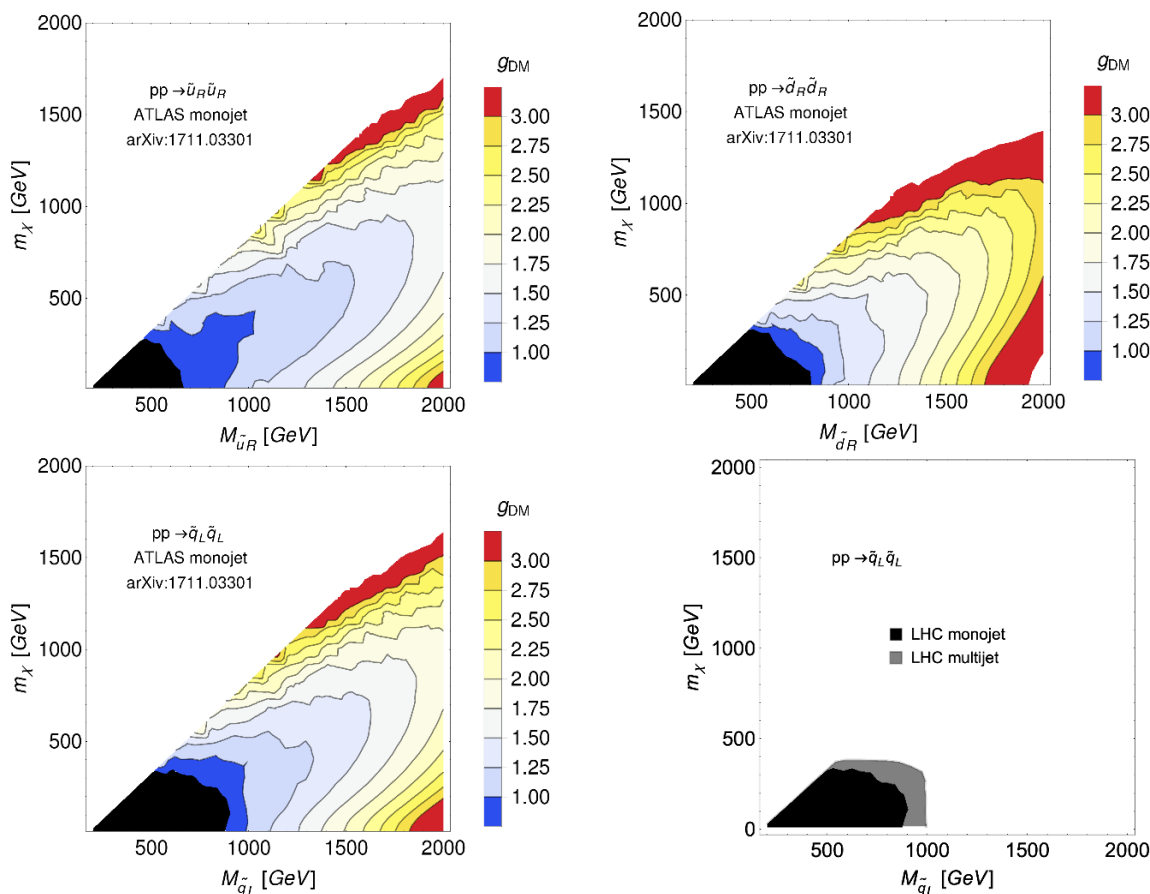 2000
1500
1000
500
m_χ [GeV]
pp→ũ_R ũ_R
ATLAS monojet
arXiv:1711.03301
500
1000
1500
2000
M_ũR [GeV]
g_DM
3.00
2.75
2.50
2.25
2.00
1.75
1.50
1.25
1.00
2000
1500
1000
500
m_χ [GeV]
pp→d̃_R d̃_R
ATLAS monojet
arXiv:1711.03301
500
1000
1500
2000
M_d̃R [GeV]
g_DM
3.00
2.75
2.50
2.25
2.00
1.75
1.50
1.25
1.00
2000
1500
1000
500
m_χ [GeV]
pp→q̃_L q̃_L
ATLAS monojet
arXiv:1711.03301
500
1000
1500
2000
M_q̃L [GeV]
g_DM
3.00
2.75
2.50
2.25
2.00
1.75
1.50
1.25
1.00
2000
1500
1000
500
0
m_χ [GeV]
pp→q̃_L q̃_L
LHC monojet
LHC multijet
500
1000
1500
2000
M_q̃L [GeV]